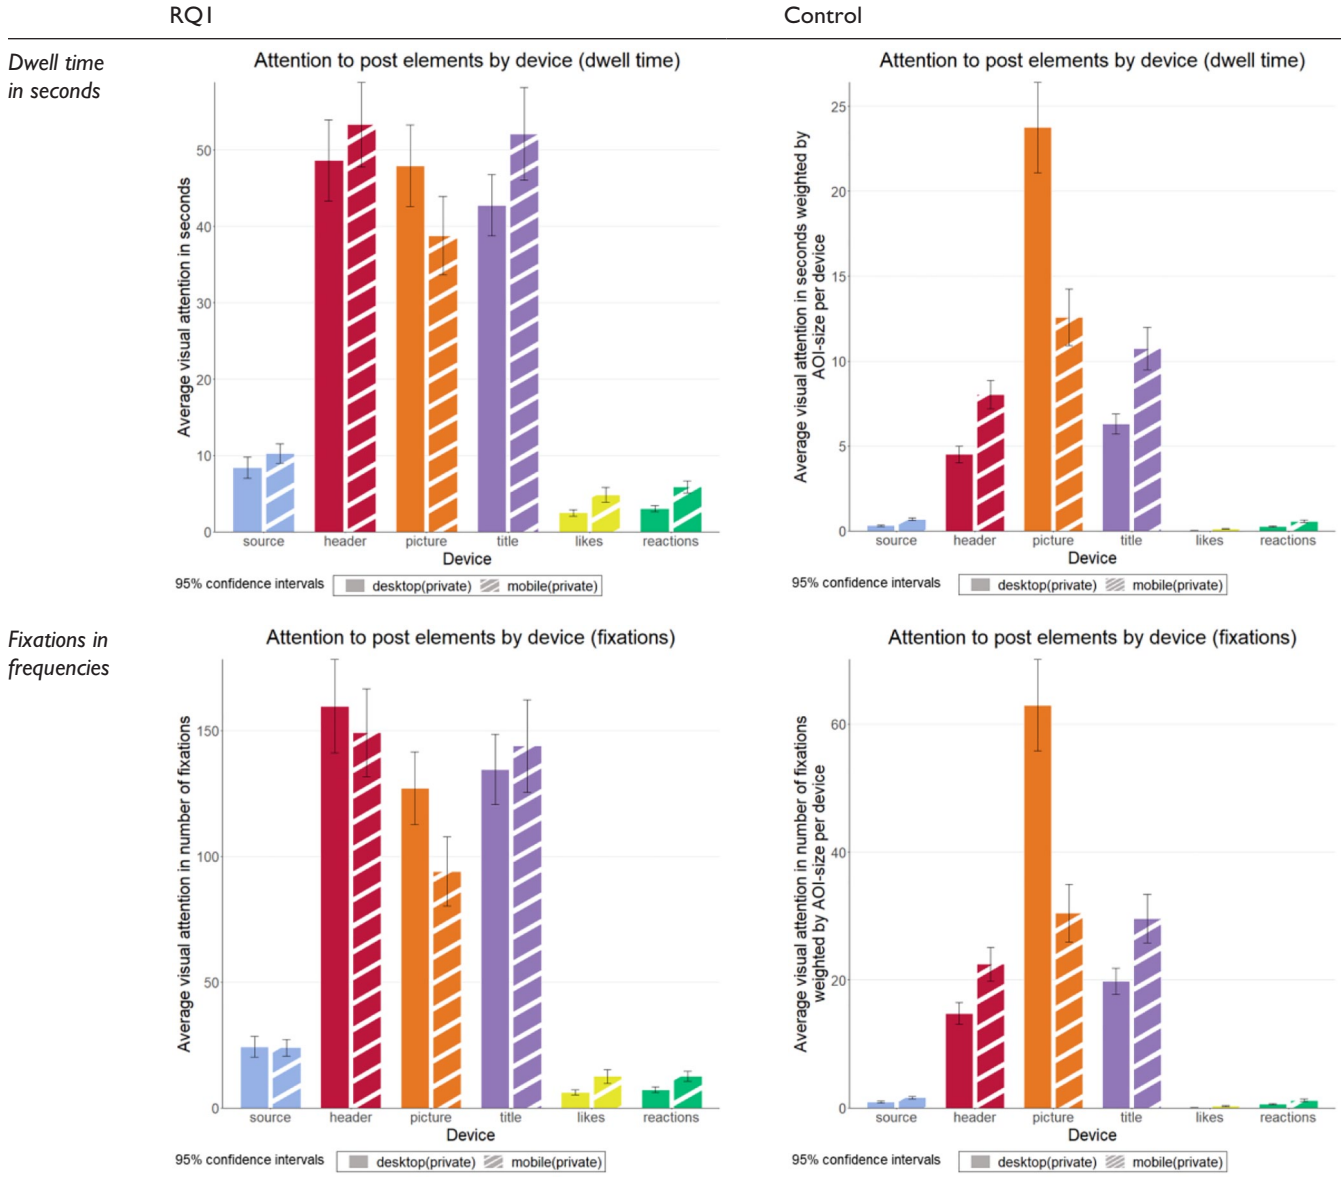 RQ1 Control
Dwell time
in seconds
Attention to post elements by device (dwell time)
Average visual attention in seconds
50
40
30
20
10
0
source header picture title likes reactions
Device
95% confidence intervals desktop(private) mobile(private)
Attention to post elements by device (dwell time)
Average visual attention in seconds weighted by
AOI-size per device
25
20
15
10
5
0
source header picture title likes reactions
Device
95% confidence intervals desktop(private) mobile(private)
Fixations in
frequencies
Attention to post elements by device (fixations)
Average visual attention in number of fixations
150
100
50
0
source header picture title likes reactions
Device
95% confidence intervals desktop(private) mobile(private)
Attention to post elements by device (fixations)
Average visual attention in number of fixations
weighted by AOI-size per device
60
40
20
0
source header picture title likes reactions
Device
95% confidence intervals desktop(private) mobile(private)